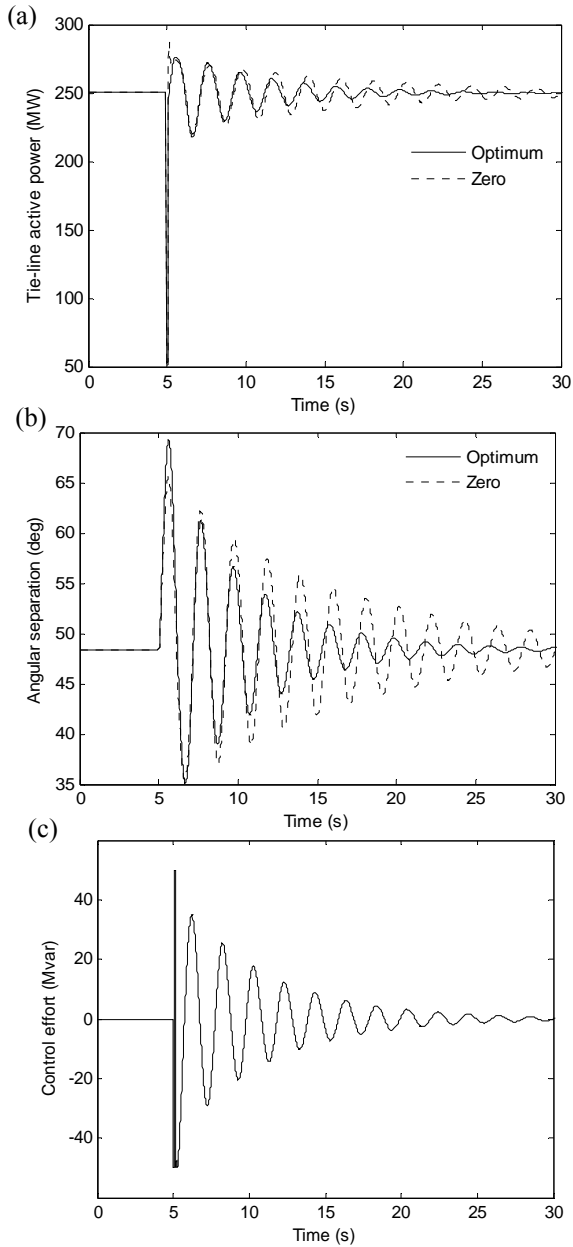 (a)
300
250
200
150
100
50
Tie-line active power (MW)
Optimum
Zero
0 5 10 15 20 25 30
Time (s)
(b)
70
65
60
55
50
45
40
35
Angular separation (deg)
Optimum
Zero
0 5 10 15 20 25 30
Time (s)
(c)
40
20
0
-20
-40
Control effort (Mvar)
0 5 10 15 20 25 30
Time (s)